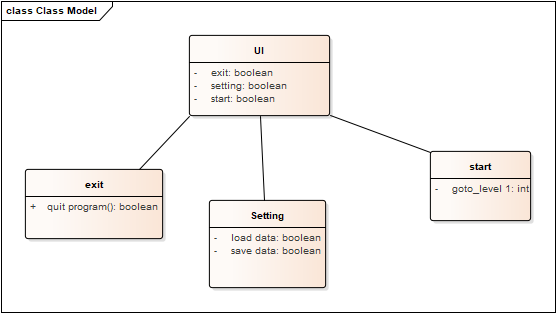 class Class Model
UI
- exit: boolean
- setting: boolean
- start: boolean
exit
+ quit program(): boolean
Setting
- load data: boolean
- save data: boolean
start
- goto_level 1: int